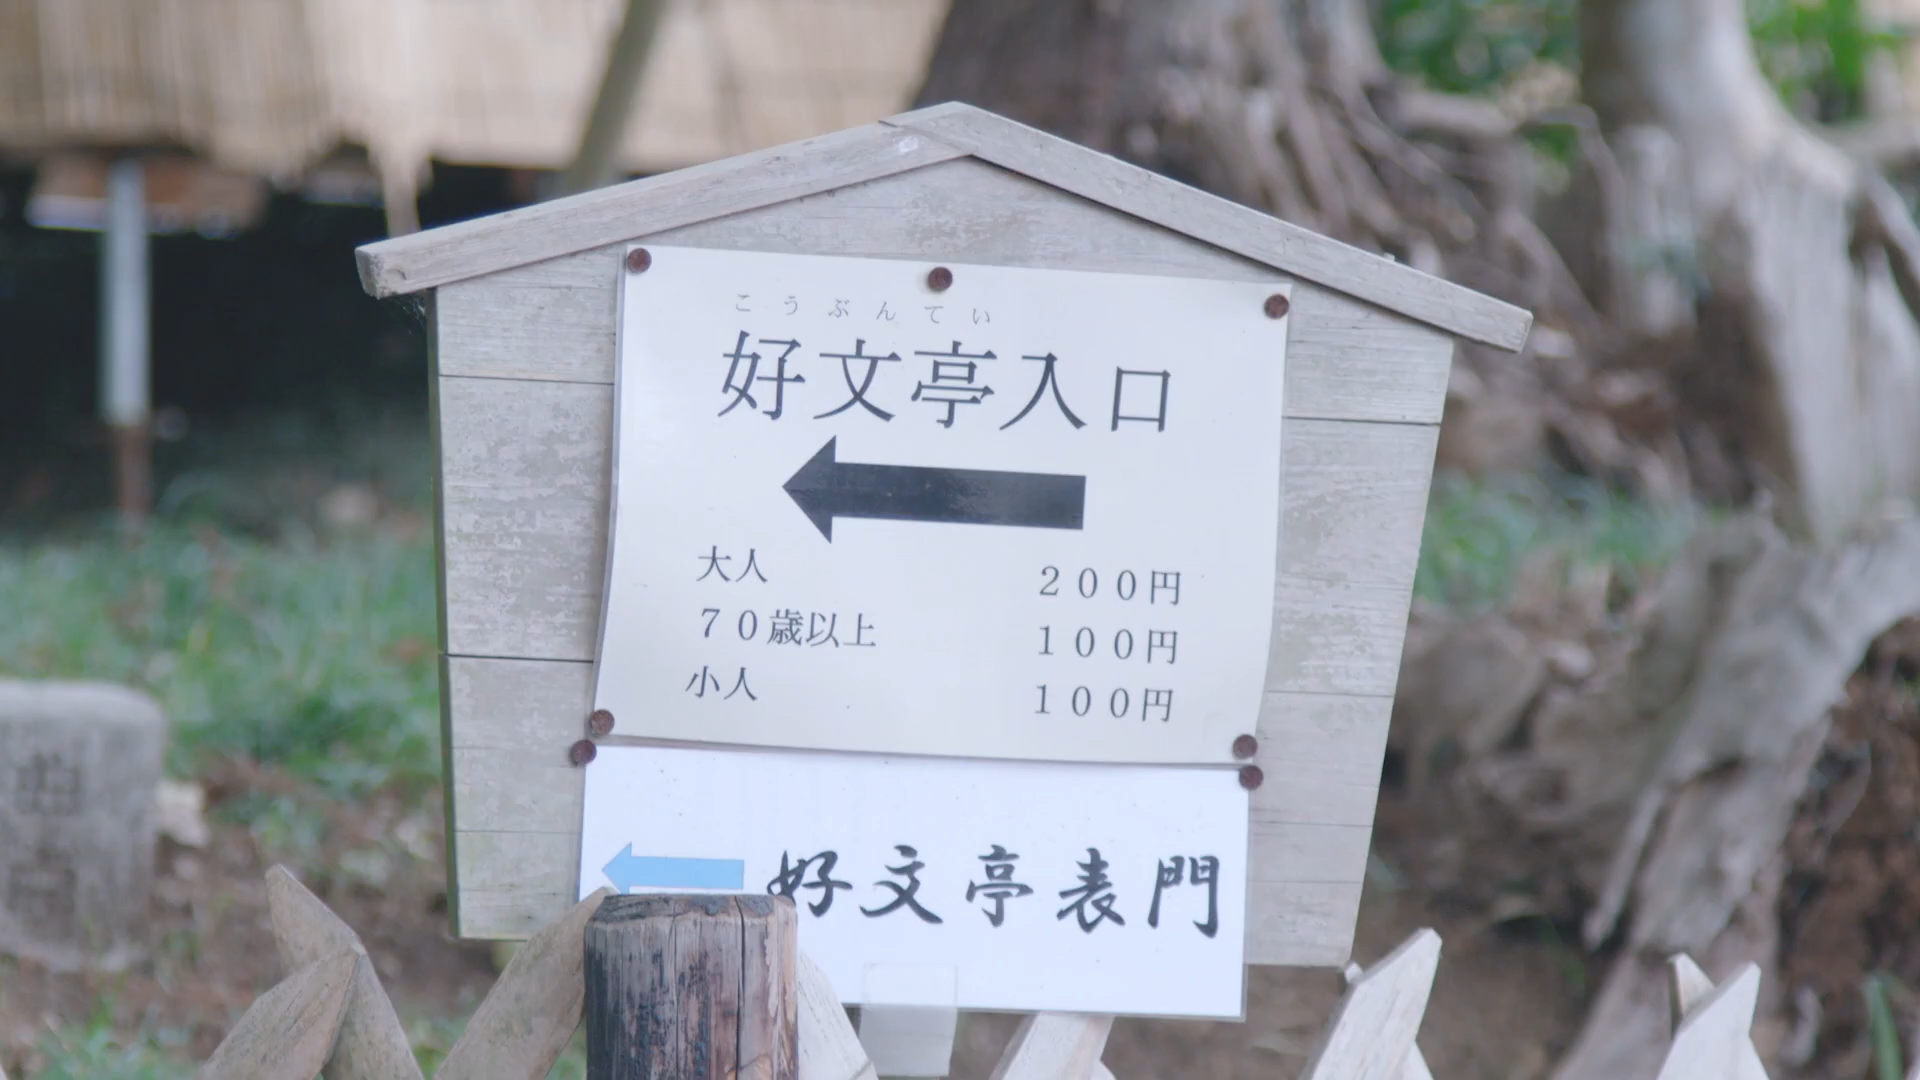 こうぶんてい
好文亭入口
大人 200円
70歳以上 100円
小人 100円
好文亭表門